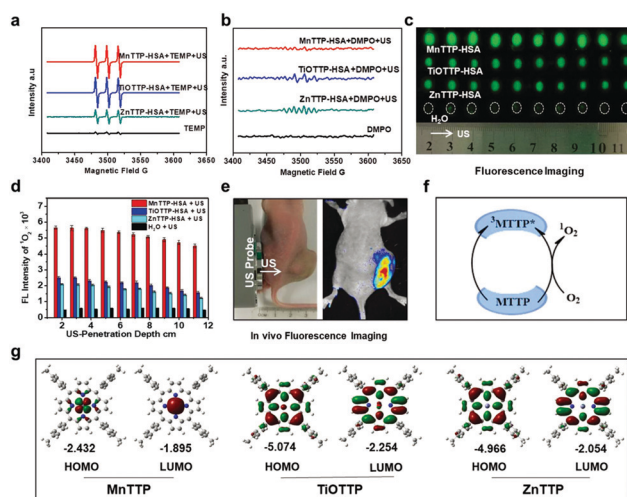 a
MnTTP-HSA+TEMP+US
TiOTTP-HSA+TEMP+US
ZnTTP-HSA+TEMP+US
TEMP
Intensity a.u
3400 3450 3500 3550 3600 3650
Magnetic Field G
b
MnTTP-HSA+DMPO+US
TiOTTP-HSA+DMPO+US
ZnTTP-HSA+DMPO+US
DMPO
Intensity a.u
3400 3450 3500 3550 3600 3650
Magnetic Field G
c
MnTTP-HSA
TiOTTP-HSA
ZnTTP-HSA
H₂O
US
2 3 4 5 6 7 8 9 10 11
Fluorescence Imaging
d
MnTTP-HSA + US
TiOTTP-HSA + US
ZnTTP-HSA + US
H₂O + US
FL Intensity of ¹O₂ · 10⁷
0 1 2 3 4 5 6 7 8
2 4 6 8 10 12
US-Penetration Depth cm
e
US Probe
US
In vivo Fluorescence Imaging
f
³MTTP*
¹O₂
O₂
MTTP
g
-2.432 -1.895 -5.074 -2.254 -4.966 -2.054
HOMO LUMO HOMO LUMO HOMO LUMO
MnTTP TiOTTP ZnTTP